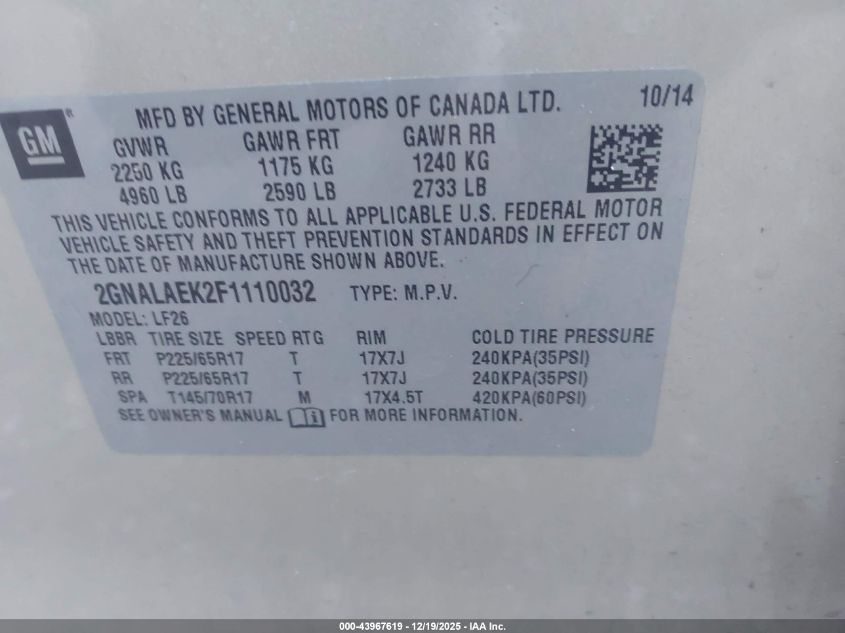 MFD BY GENERAL MOTORS OF CANADA LTD. 10/14
GM®
GVWR GAWR FRT GAWR RR
2250 KG 1175 KG 1240 KG
4960 LB 2590 LB 2733 LB
THIS VEHICLE CONFORMS TO ALL APPLICABLE U.S. FEDERAL MOTOR
VEHICLE SAFETY AND THEFT PREVENTION STANDARDS IN EFFECT ON
THE DATE OF MANUFACTURE SHOWN ABOVE.
2GNALAEK2F1110032 TYPE: M.P.V.
MODEL: LF26
LBBR TIRE SIZE SPEED RTG RIM COLD TIRE PRESSURE
FRT P225/65R17 T 17X7J 240KPA(35PSI)
RR P225/65R17 T 17X7J 240KPA(35PSI)
SPA T145/70R17 M 17X4.5T 420KPA(60PSI)
SEE OWNER'S MANUAL i FOR MORE INFORMATION.
000-43967619 - 12/19/2025 - IAA Inc.